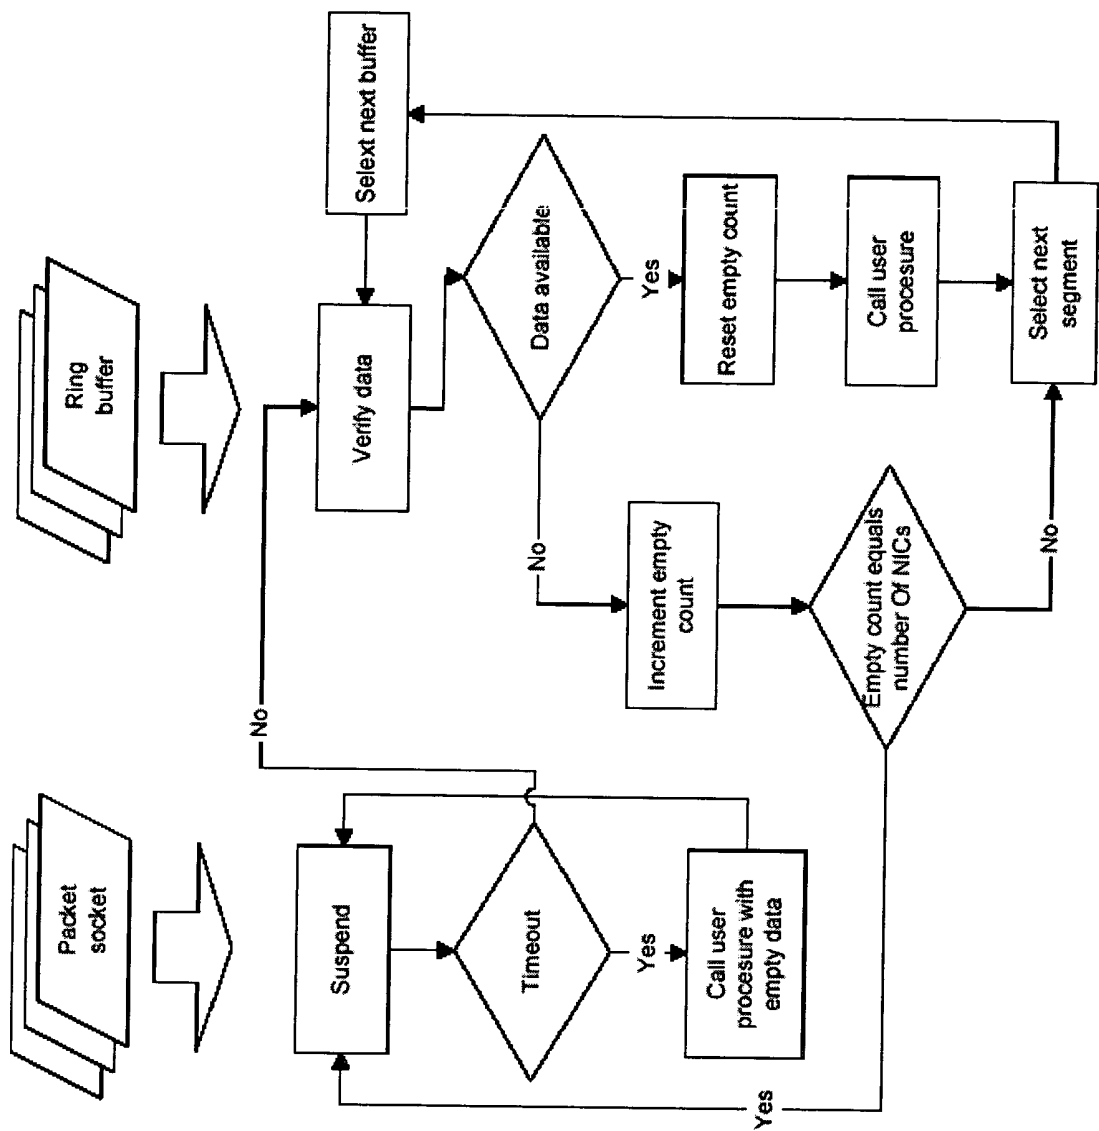 Packet
socket
Ring
buffer
Suspend
Timeout
Yes
Call user
procesure with
empty data
Yes
No
Verify data
Selext next buffer
Data available
No
Yes
Increment empty
count
Reset empty count
Empty count equals
number Of NICs
Call user
procesure
No
Select next
segment